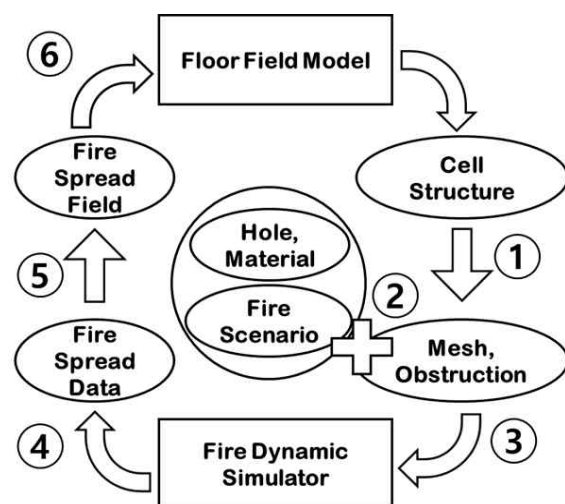 ⑥
Floor Field Model
Fire
Spread
Field
Cell
Structure
Hole,
Material
①
⑤
②
Fire
Scenario
Fire
Spread
Data
Mesh,
Obstruction
④
Fire Dynamic
Simulator
③